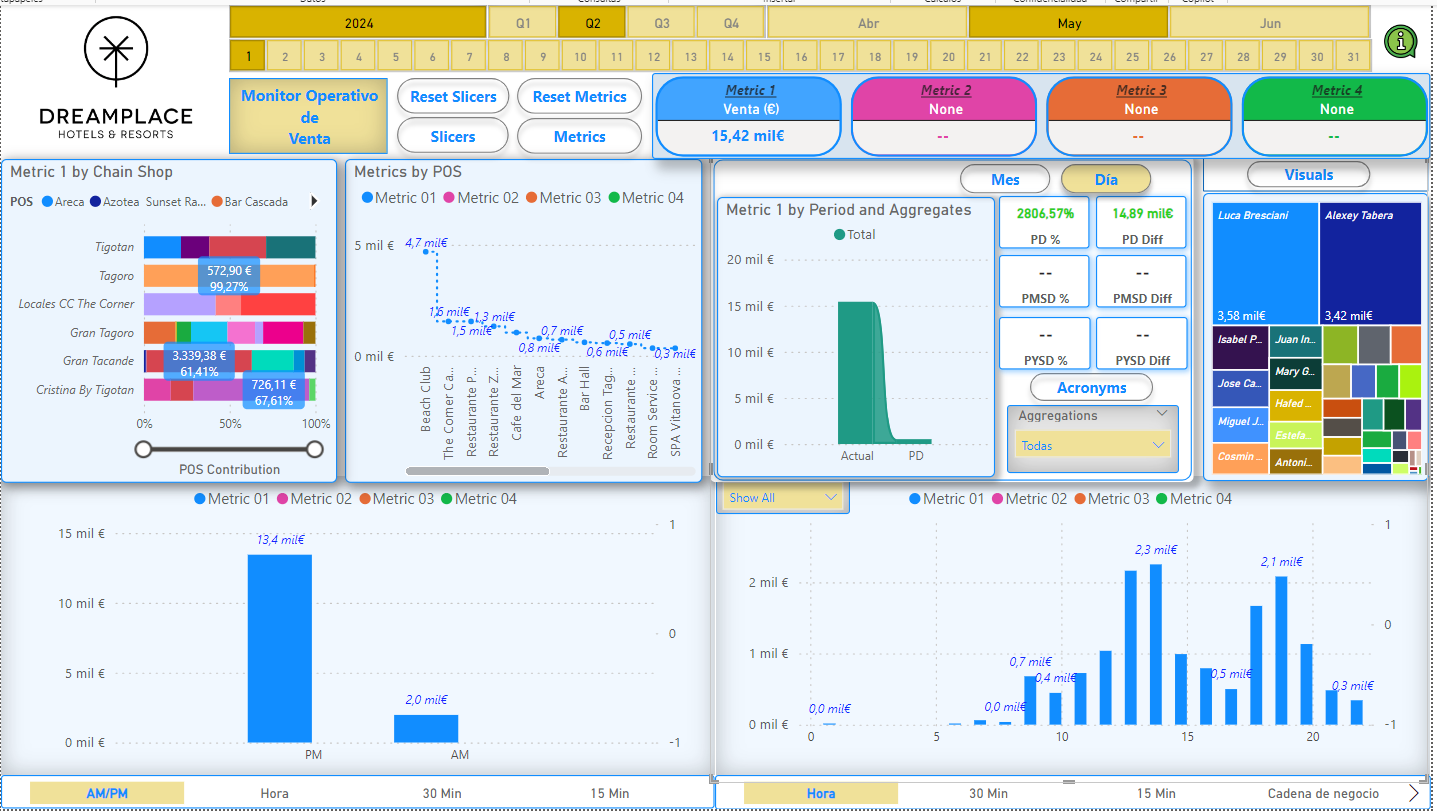 Datos
Consultas
Insertar
Cálculos
Confidencialidad
Compartir
Copilot
DREAMPLACE
HOTELS & RESORTS
2024 Q1 Q2 Q3 Q4 Abr May Jun
1 2 3 4 5 6 7 8 9 10 11 12 13 14 15 16 17 18 19 20 21 22 23 24 25 26 27 28 29 30 31
Monitor Operativo
de
Venta
Reset Slicers
Reset Metrics
Slicers
Metrics
Metric 1
Venta (€)
15,42 mil€
Metric 2
None
--
Metric 3
None
--
Metric 4
None
--
Metric 1 by Chain Shop
POS Areca Azotea Sunset Ra... Bar Cascada
Tigotan
Tagoro
572,90 €
99,27%
Locales CC The Corner
Gran Tagoro
Gran Tacande
3.339,38 €
61,41%
Cristina By Tigotan
726,11 €
67,61%
0% 50% 100%
POS Contribution
Metrics by POS
Metric 01 Metric 02 Metric 03 Metric 04
5 mil €
0 mil €
4,7 mil€
1,6 mil€
1,5 mil€
1,3 mil€
0,8 mil€
0,7 mil€
0,6 mil€
0,5 mil€
0,3 mil€
Beach Club
The Corner Ca...
Restaurante P...
Restaurante Z...
Cafe del Mar
Areca
Restaurante A...
Bar Hall
Recepcion Tag...
Restaurante ...
Room Service ...
SPA Vitanova ...
Mes
Día
Metric 1 by Period and Aggregates
Total
20 mil €
15 mil €
10 mil €
5 mil €
0 mil €
Actual PD
2806,57%
PD %
14,89 mil€
PD Diff
--
PMSD %
--
PMSD Diff
--
PYSD %
--
PYSD Diff
Acronyms
Aggregations
Todas
Visuals
Luca Bresciani
3,58 mil€
Alexey Tabera
3,42 mil€
Isabel P...
Jose Ca...
Miguel J...
Cosmin ...
Juan In...
Mary G...
Hafed ...
Estefa...
Antoni...
Metric 01 Metric 02 Metric 03 Metric 04
15 mil €
10 mil €
5 mil €
0 mil €
13,4 mil€
2,0 mil€
1
0
-1
PM AM
AM/PM Hora 30 Min 15 Min
Show All
Metric 01 Metric 02 Metric 03 Metric 04
2 mil €
1 mil €
0 mil €
0,0 mil€
0,0 mil€
0,7 mil€
0,4 mil€
2,3 mil€
0,5 mil€
2,1 mil€
0,3 mil€
1
0
-1
0 5 10 15 20
Hora 30 Min 15 Min Cadena de negocio